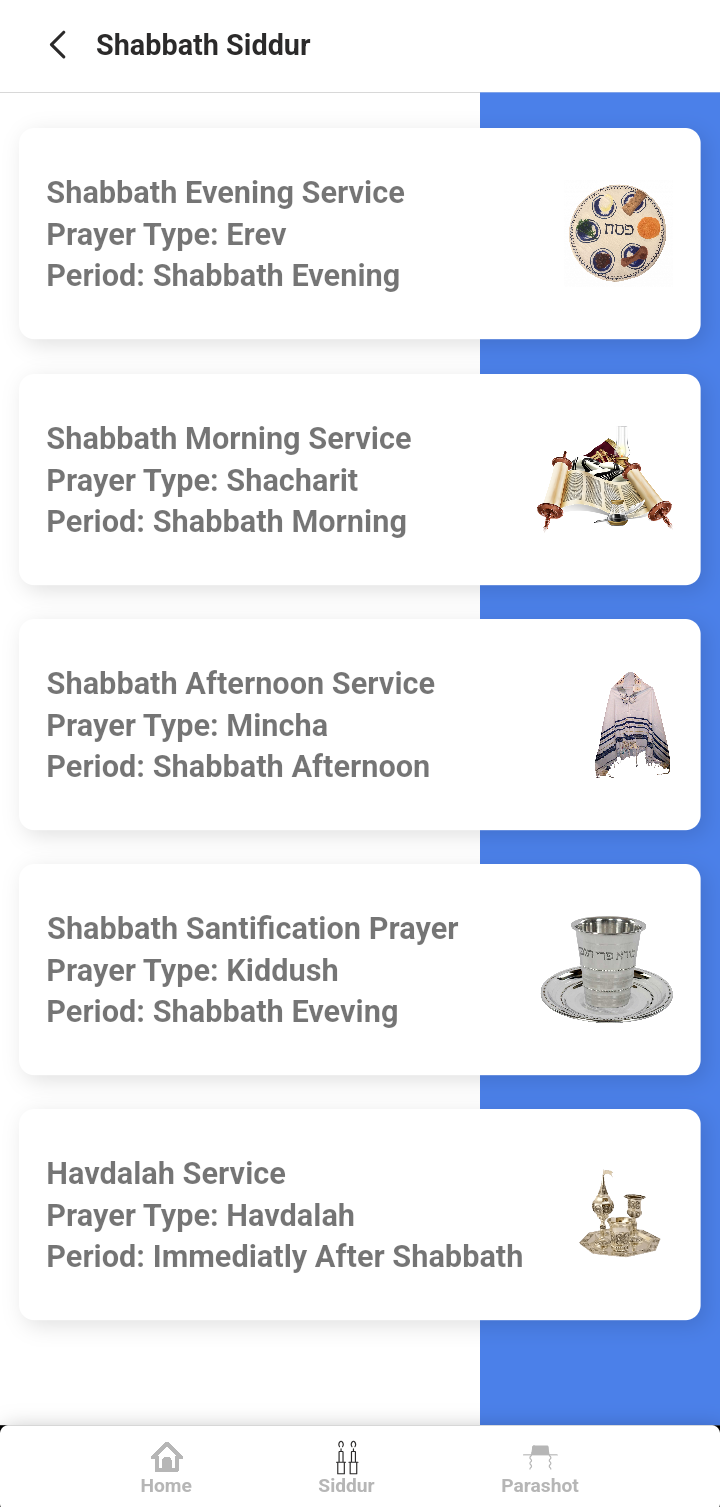 Shabbath Siddur
Shabbath Evening Service
Prayer Type: Erev
Period: Shabbath Evening
פסח
Shabbath Morning Service
Prayer Type: Shacharit
Period: Shabbath Morning
Shabbath Afternoon Service
Prayer Type: Mincha
Period: Shabbath Afternoon
Shabbath Santification Prayer
Prayer Type: Kiddush
Period: Shabbath Eveving
פרי
Havdalah Service
Prayer Type: Havdalah
Period: Immediatly After Shabbath
Home
Siddur
Parashot